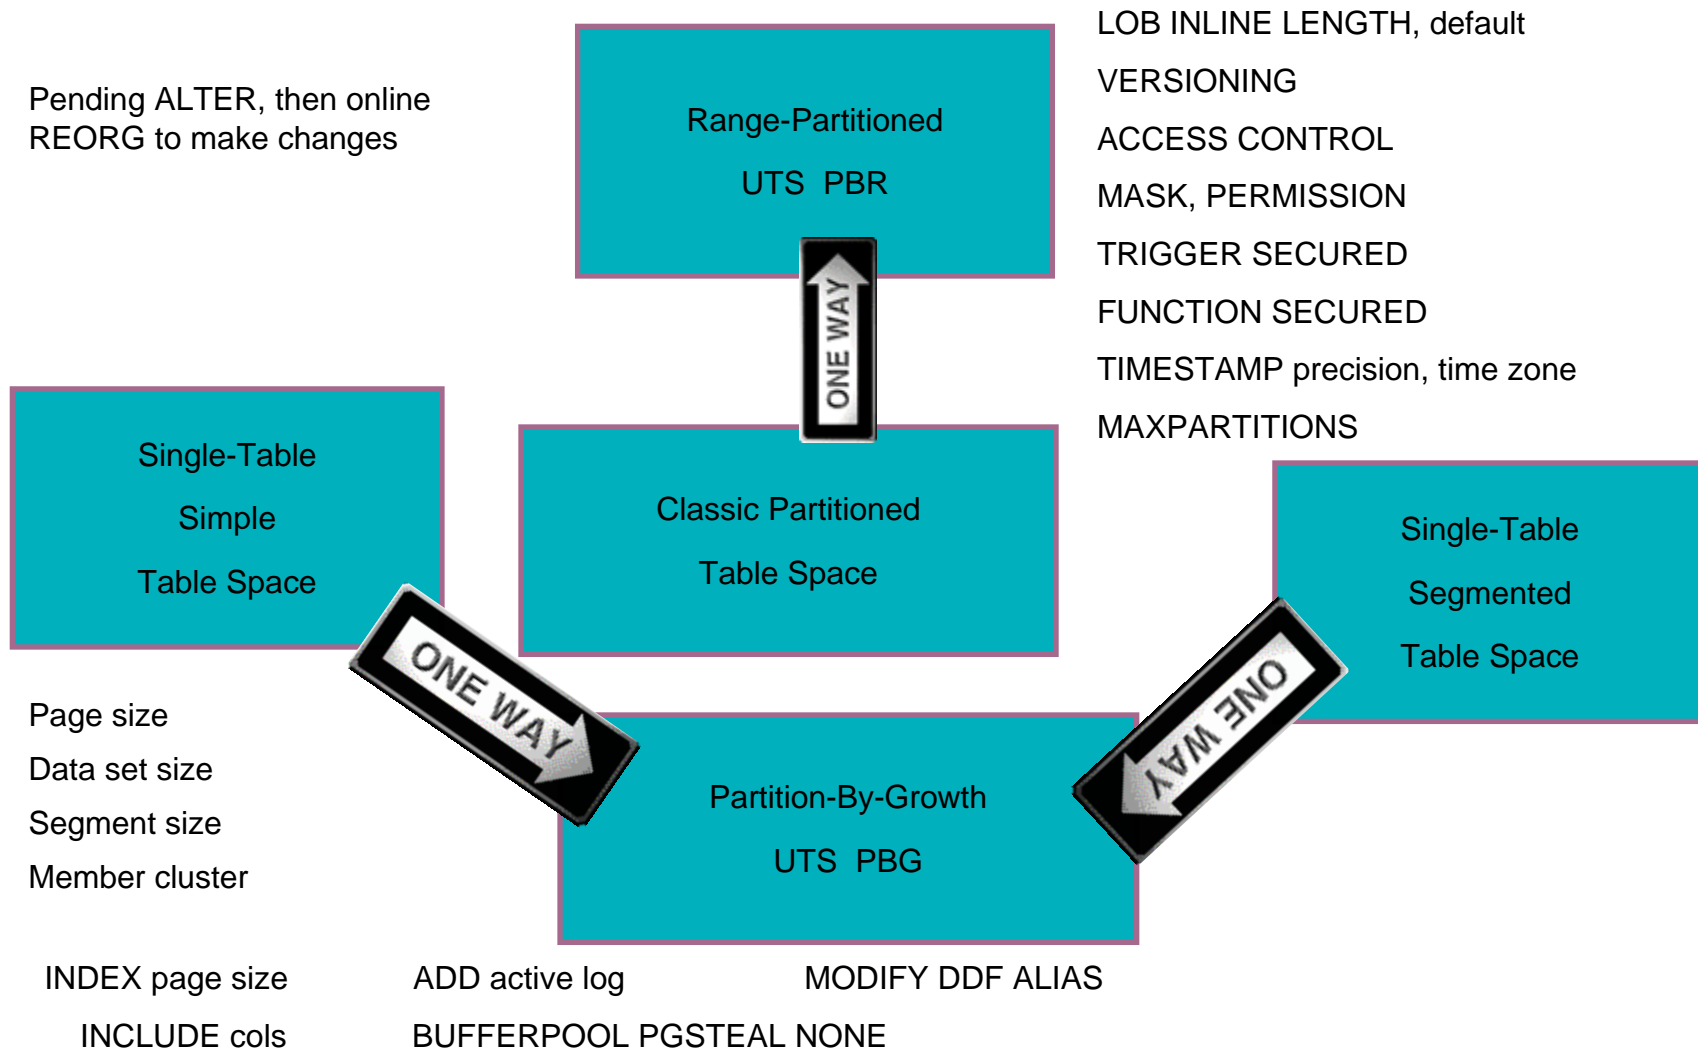 LOB INLINE LENGTH, default
VERSIONING
ACCESS CONTROL
MASK, PERMISSION
TRIGGER SECURED
FUNCTION SECURED
TIMESTAMP precision, time zone
MAXPARTITIONS
Pending ALTER, then online
REORG to make changes
Range-Partitioned
UTS PBR
ONE WAY
Single-Table
Simple
Table Space
Classic Partitioned
Table Space
Single-Table
Segmented
Table Space
ONE WAY
ONE WAY
Page size
Data set size
Segment size
Member cluster
Partition-By-Growth
UTS PBG
INDEX page size
ADD active log
MODIFY DDF ALIAS
INCLUDE cols
BUFFERPOOL PGSTEAL NONE